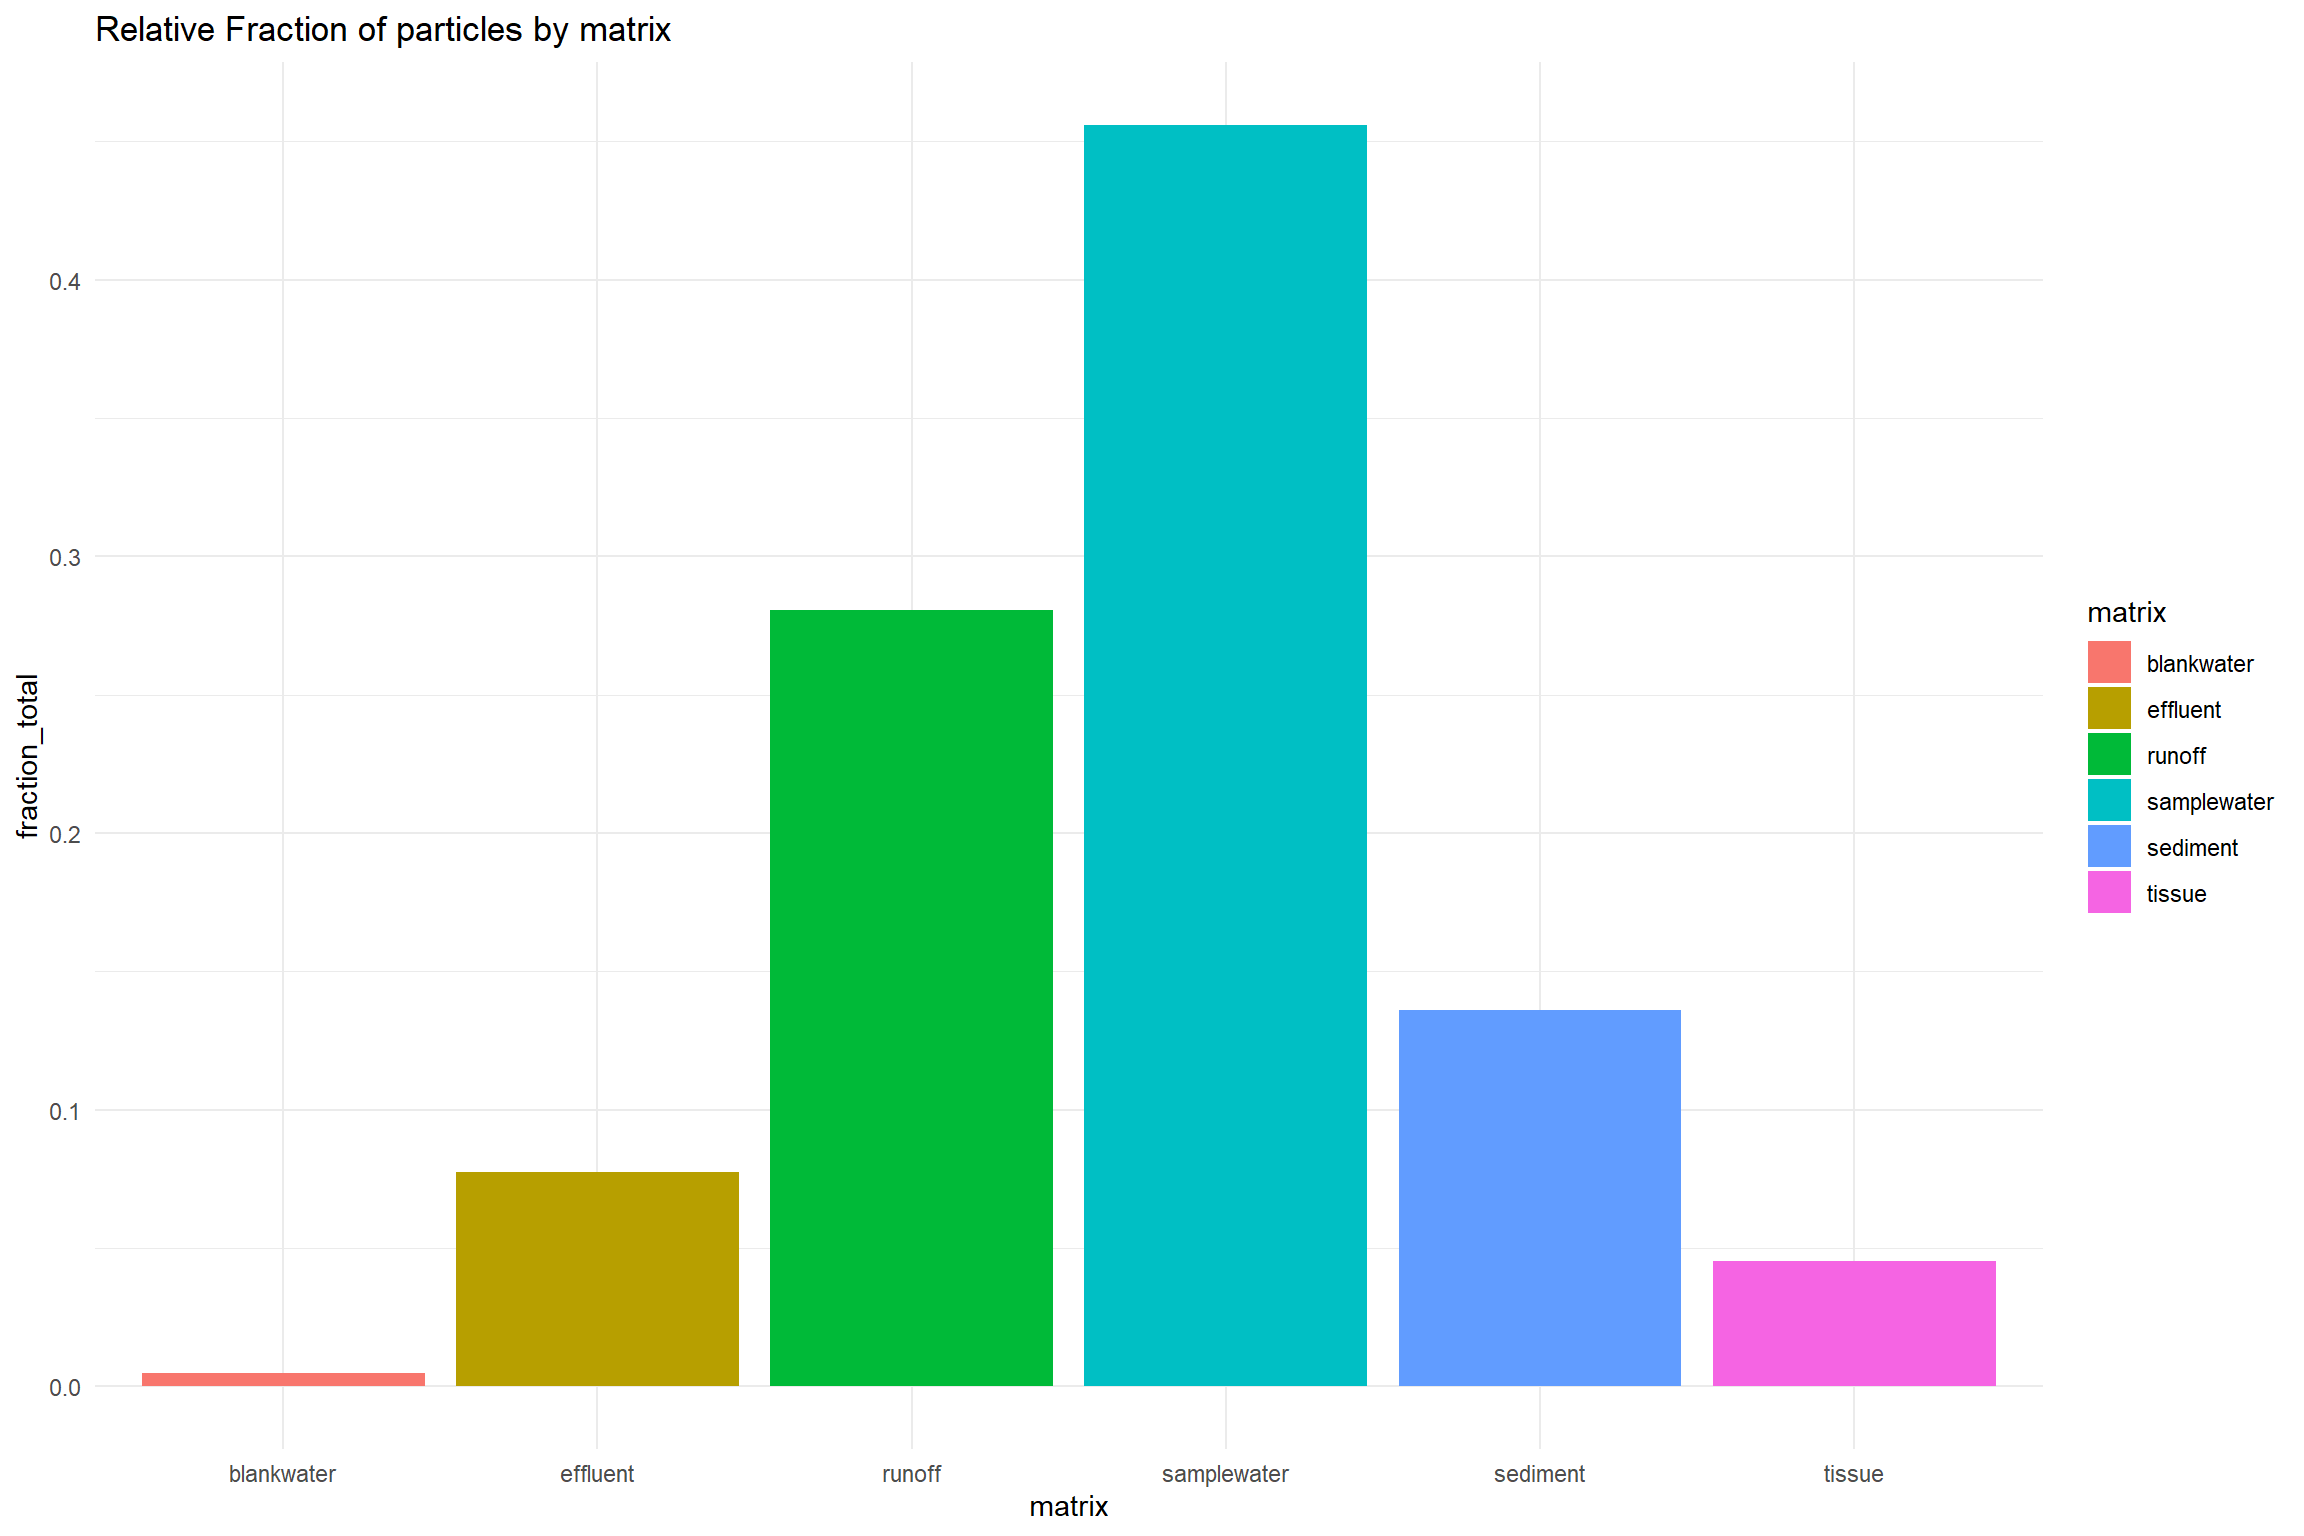 Relative Fraction of particles by matrix
fraction_total
0.4
0.3
0.2
0.1
0.0
blankwater
effluent
runoff
samplewater
sediment
tissue
matrix
matrix
blankwater
effluent
runoff
samplewater
sediment
tissue